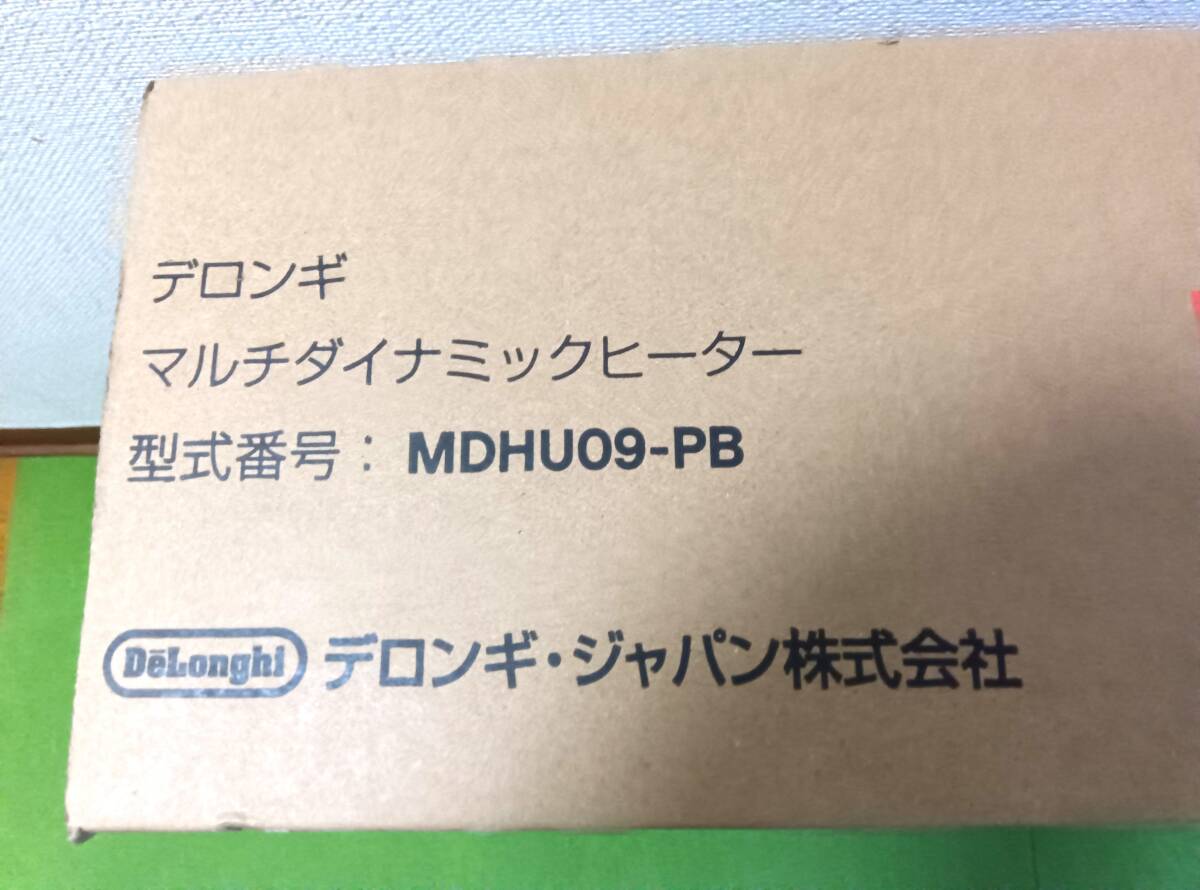 デロンギ
マルチダイナミックヒーター
型式番号： MDHU09-PB
DēLonghi デロンギ・ジャパン株式会社